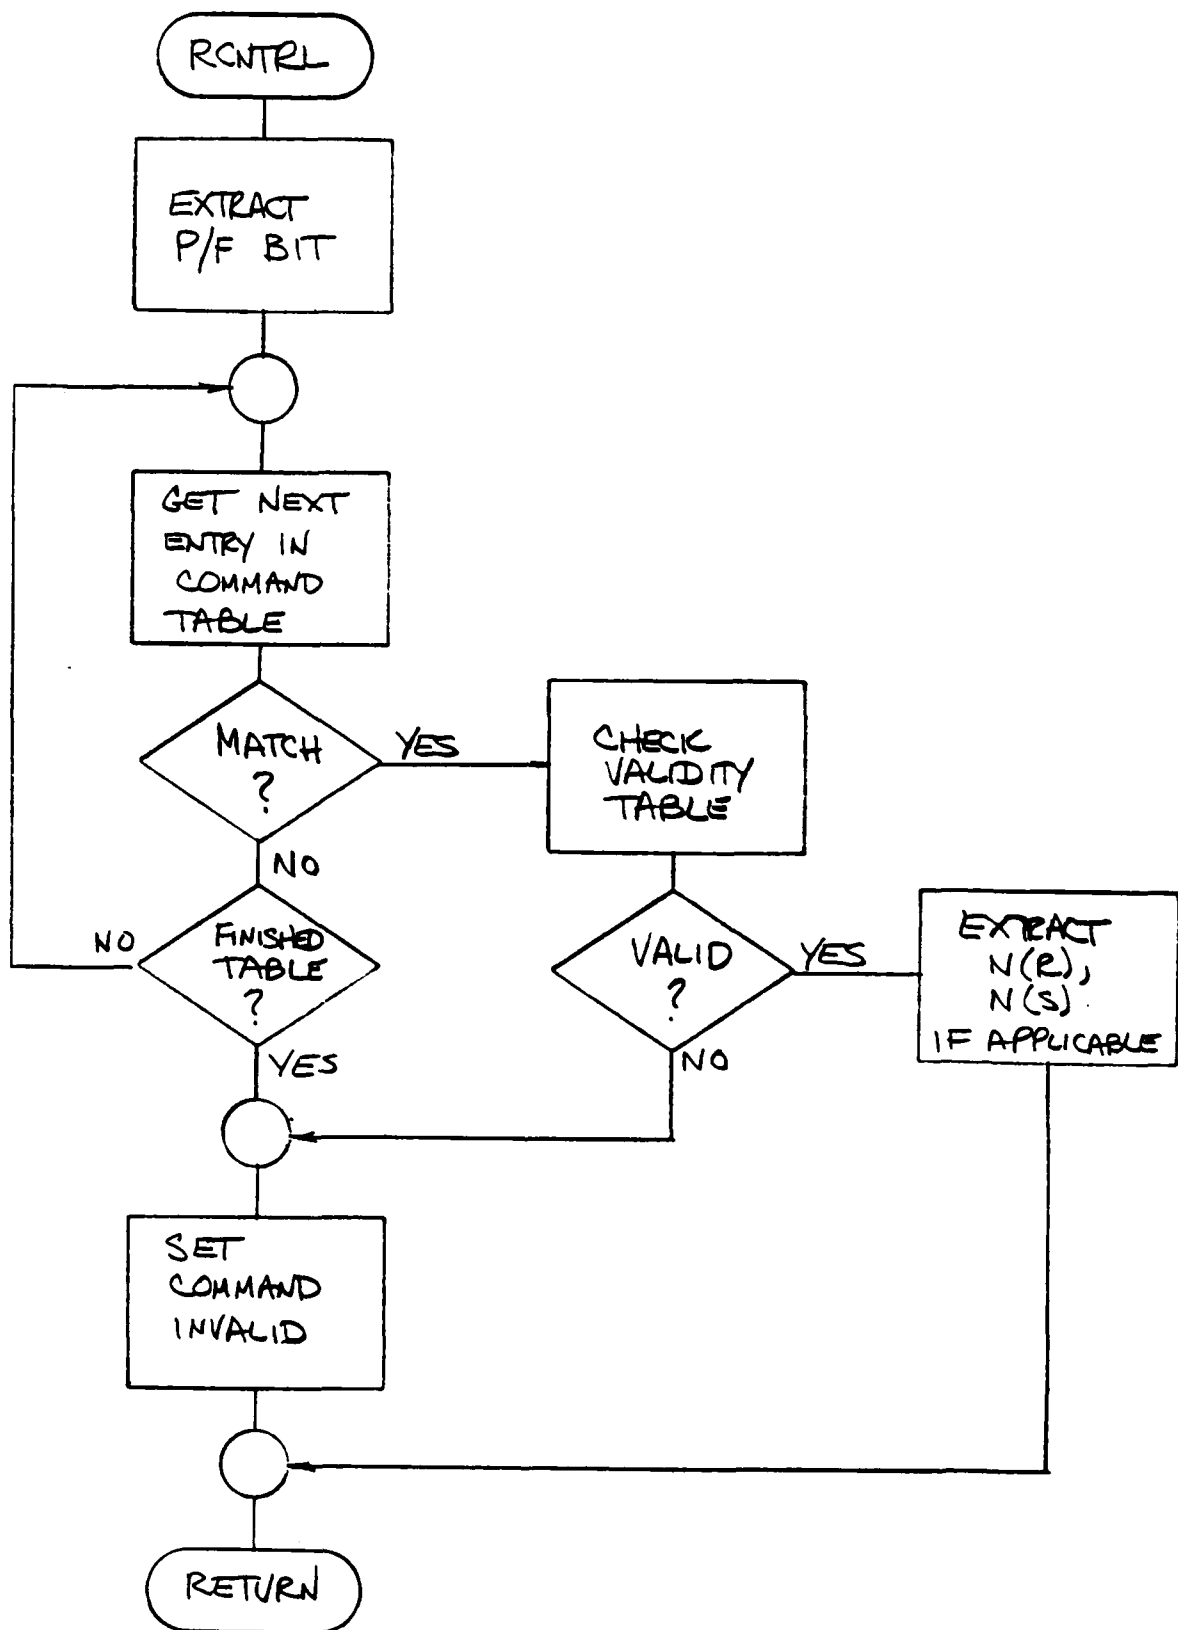 RCNTRL
EXTRACT
P/F BIT
GET NEXT
ENTRY IN
COMMAND
TABLE
MATCH
?
YES
CHECK
VALIDITY
TABLE
NO
FINISHED
TABLE
?
NO
YES
VALID
?
YES
NO
EXTRACT
N(R),
N(S)
IF APPLICABLE
SET
COMMAND
INVALID
RETURN